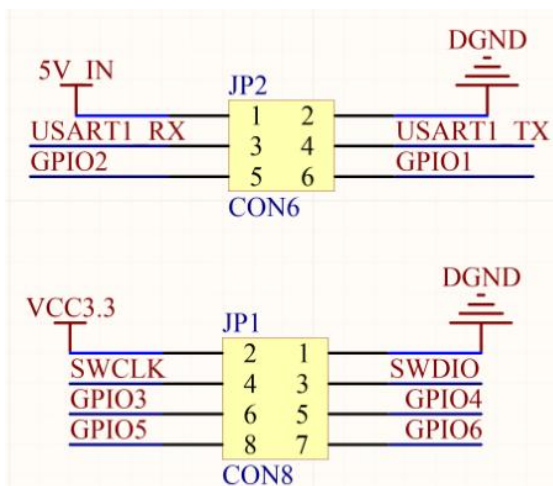 DGND
5V_IN
JP2
1 2
USART1_RX 3 4 USART1_TX
GPIO2 5 6 GPIO1
CON6
DGND
VCC3.3
JP1
2 1
SWCLK 4 3 SWDIO
GPIO3 6 5 GPIO4
GPIO5 8 7 GPIO6
CON8